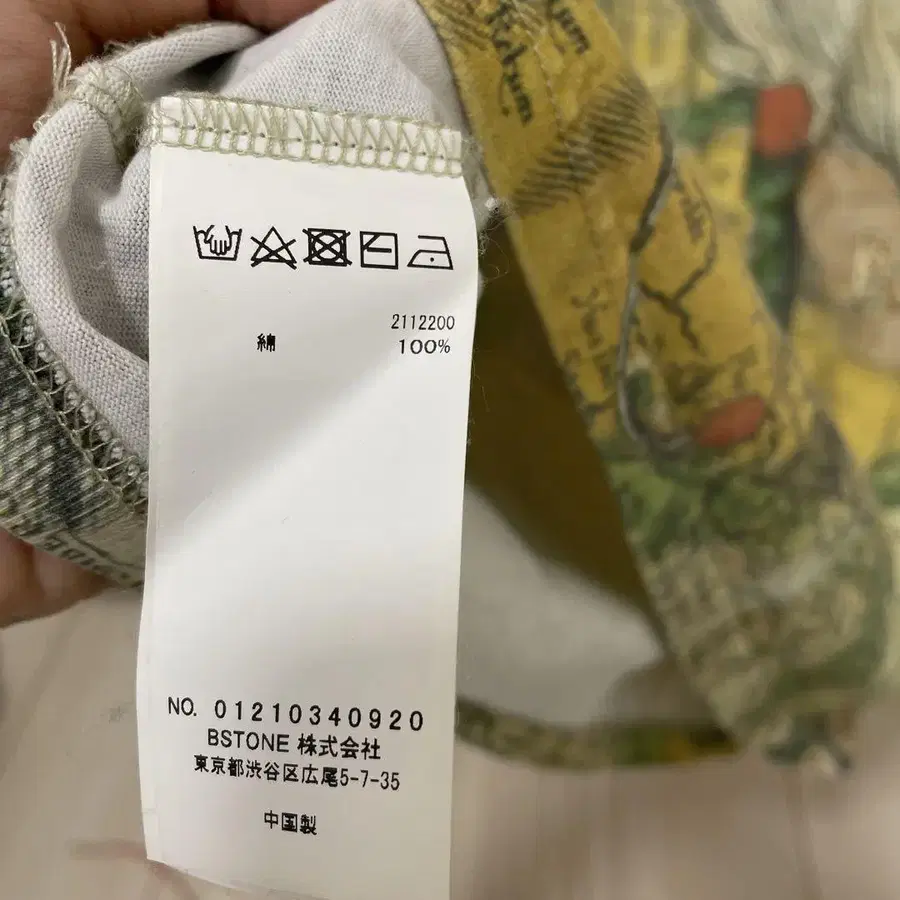 2112200
綿 100%
NO. 01210340920
BSTONE 株式会社
東京都渋谷区広尾5-7-35
中国製